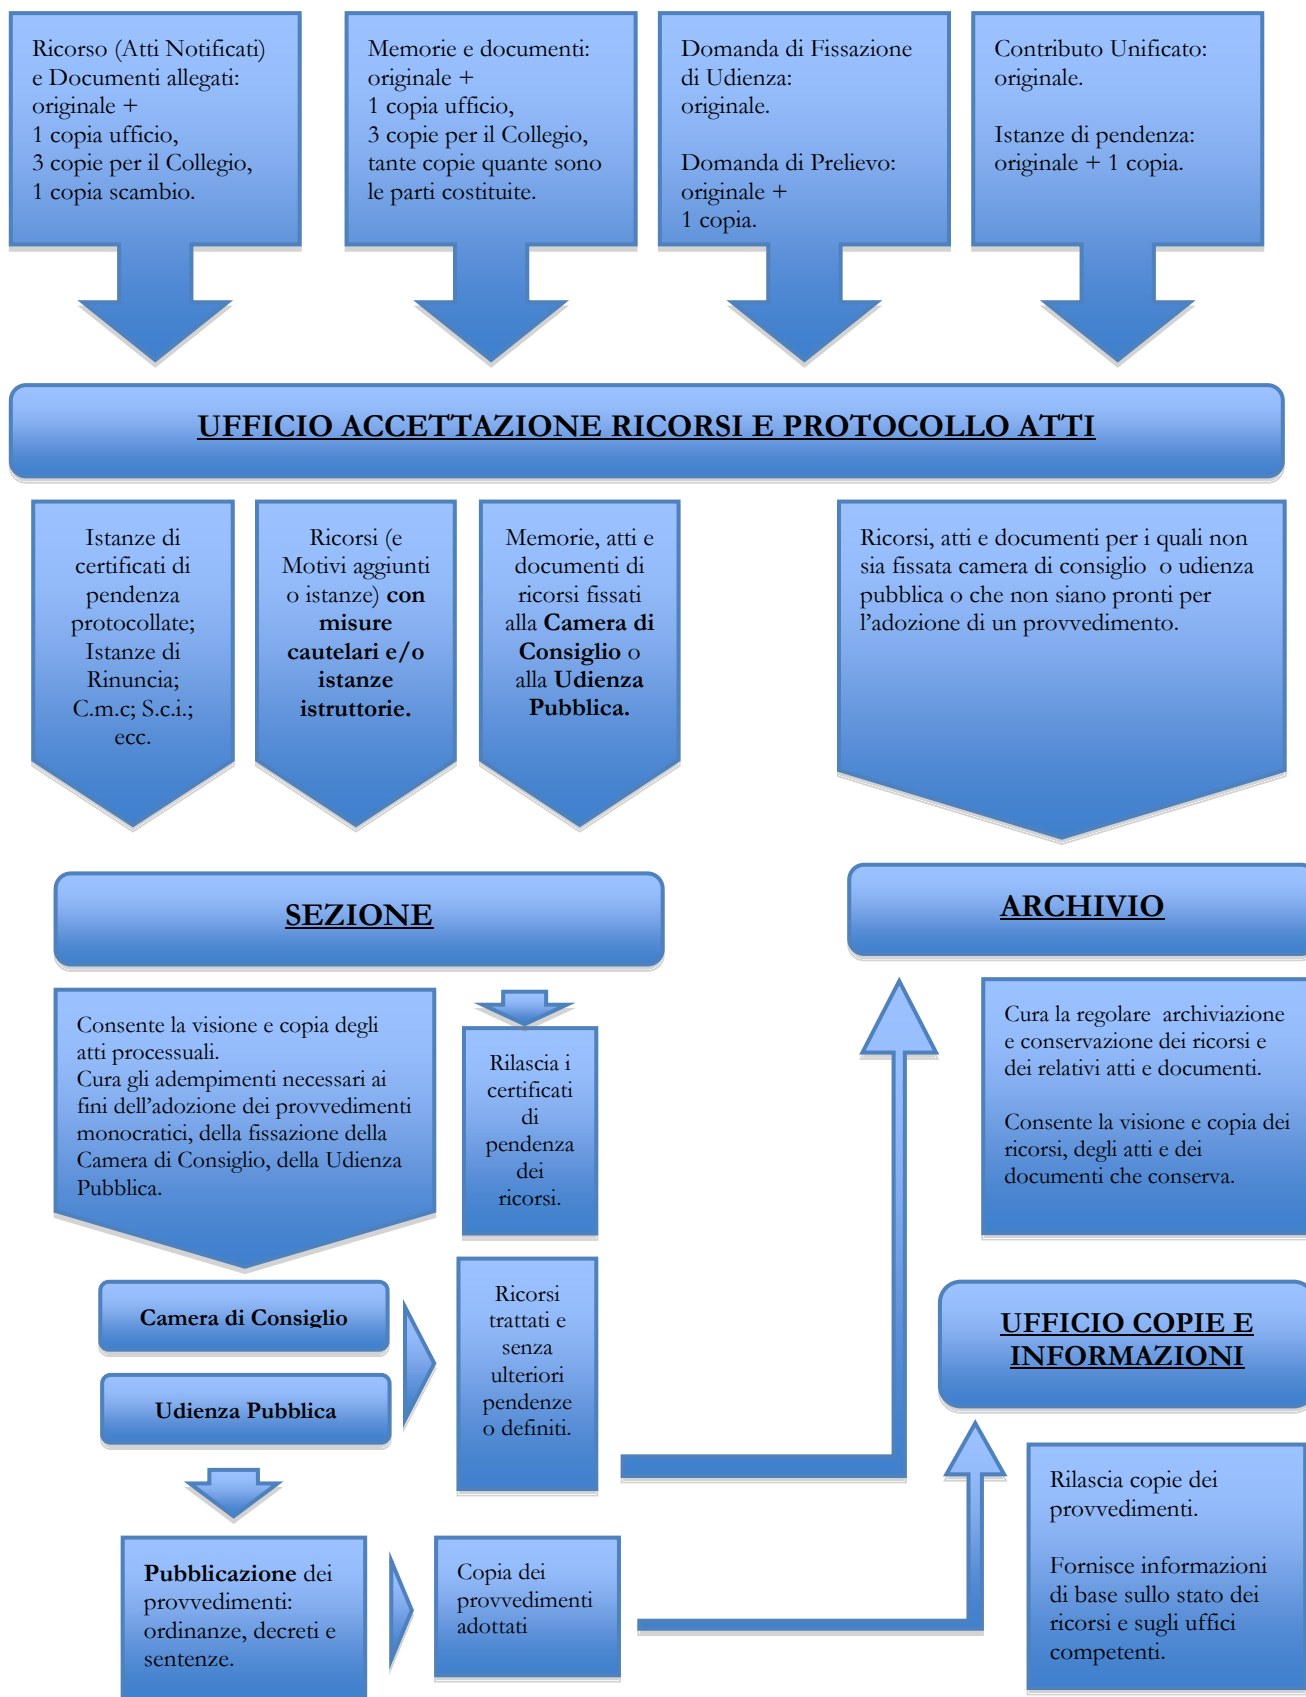 Ricorso (Atti Notificati)
e Documenti allegati:
originale +
1 copia ufficio,
3 copie per il Collegio,
1 copia scambio.
Memorie e documenti:
originale +
1 copia ufficio,
3 copie per il Collegio,
tante copie quante sono
le parti costituite.
Domanda di Fissazione
di Udienza:
originale.
Domanda di Prelievo:
originale +
1 copia.
Contributo Unificato:
originale.
Istanze di pendenza:
originale + 1 copia.
UFFICIO ACCETTAZIONE RICORSI E PROTOCOLLO ATTI
Istanze di
certificati di
pendenza
protocollate;
Istanze di
Rinuncia;
C.m.c; S.c.i.;
ecc.
Ricorsi (e
Motivi aggiunti
o istanze) con
misure
cautelari e/o
istanze
istruttorie.
Memorie, atti e
documenti di
ricorsi fissati
alla Camera di
Consiglio o
alla Udienza
Pubblica.
Ricorsi, atti e documenti per i quali non
sia fissata camera di consiglio o udienza
pubblica o che non siano pronti per
l’adozione di un provvedimento.
SEZIONE
ARCHIVIO
Consente la visione e copia degli
atti processuali.
Cura gli adempimenti necessari ai
fini dell’adozione dei provvedimenti
monocratici, della fissazione della
Camera di Consiglio, della Udienza
Pubblica.
Rilascia i
certificati
di
pendenza
dei
ricorsi.
Cura la regolare archiviazione
e conservazione dei ricorsi e
dei relativi atti e documenti.
Consente la visione e copia dei
ricorsi, degli atti e dei
documenti che conserva.
Camera di Consiglio
Udienza Pubblica
Ricorsi
trattati e
senza
ulteriori
pendenze
o definiti.
UFFICIO COPIE E
INFORMAZIONI
Pubblicazione dei
provvedimenti:
ordinanze, decreti e
sentenze.
Copia dei
provvedimenti
adottati
Rilascia copie dei
provvedimenti.
Fornisce informazioni
di base sullo stato dei
ricorsi e sugli uffici
competenti.